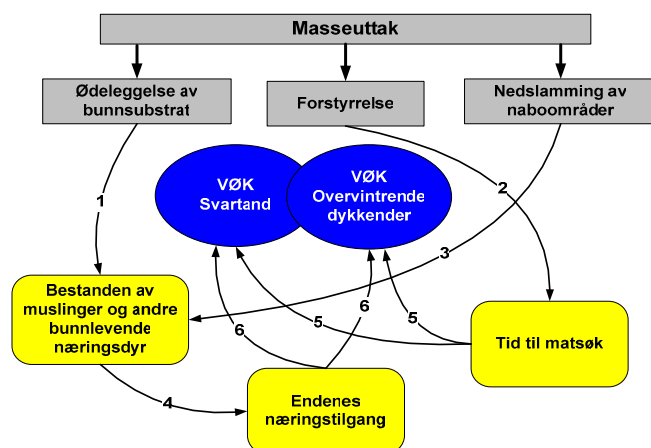 Masseuttak
Ødeleggelse av
bunnsubstrat
Forstyrrelse
Nedslamming av
naboområder
1
VØK
Svartand
VØK
Overvintrende
dykkender
2
3
Bestanden av
muslinger og andre
bunnlevende
næringsdyr
6
5
6
5
Tid til matsøk
4
Endenes
næringstilgang